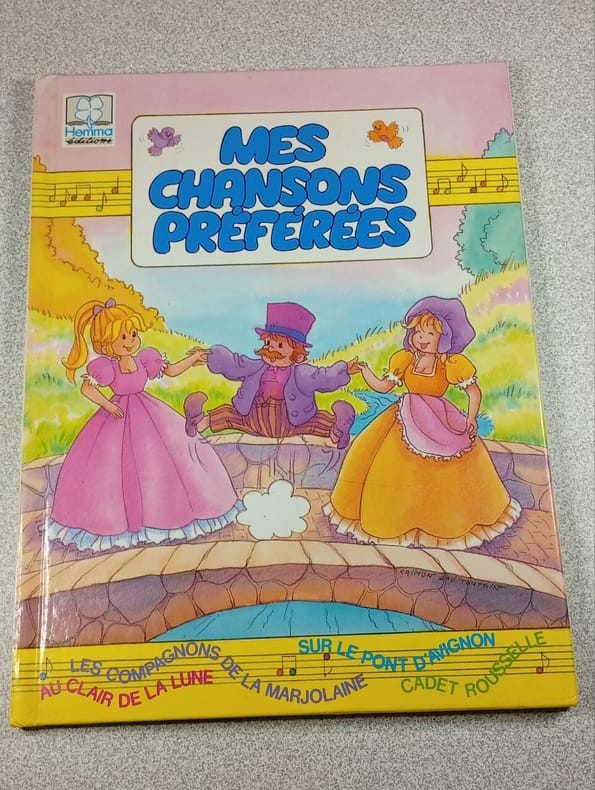 Hemma
éditions
MES
CHANSONS
PRÉFÉRÉES
SUR LE PONT D'AVIGNON
LES COMPAGNONS DE LA MARJOLAINE
AU CLAIR DE LA LUNE
CADET ROUSSELLE